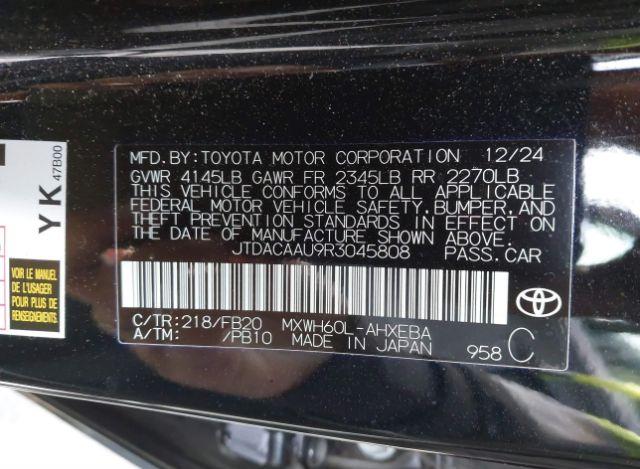 YK
47B00
VOIR LE MANUEL
DE L'USAGER
POUR PLUS DE
RENSEIGNEMENTS
MFD.BY:TOYOTA MOTOR CORPORATION 12/24
GVWR 4145LB GAWR FR 2345LB RR 2270LB
THIS VEHICLE CONFORMS TO ALL APPLICABLE
FEDERAL MOTOR VEHICLE SAFETY,BUMPER,AND
THEFT PREVENTION STANDARDS IN EFFECT ON
THE DATE OF MANUFACTURE SHOWN ABOVE.
JTDACAAU9R3045808 PASS.CAR
C/TR:218/FB20 MXWH60L-AHXEBA
A/TM: /PB10 MADE IN JAPAN 958 C